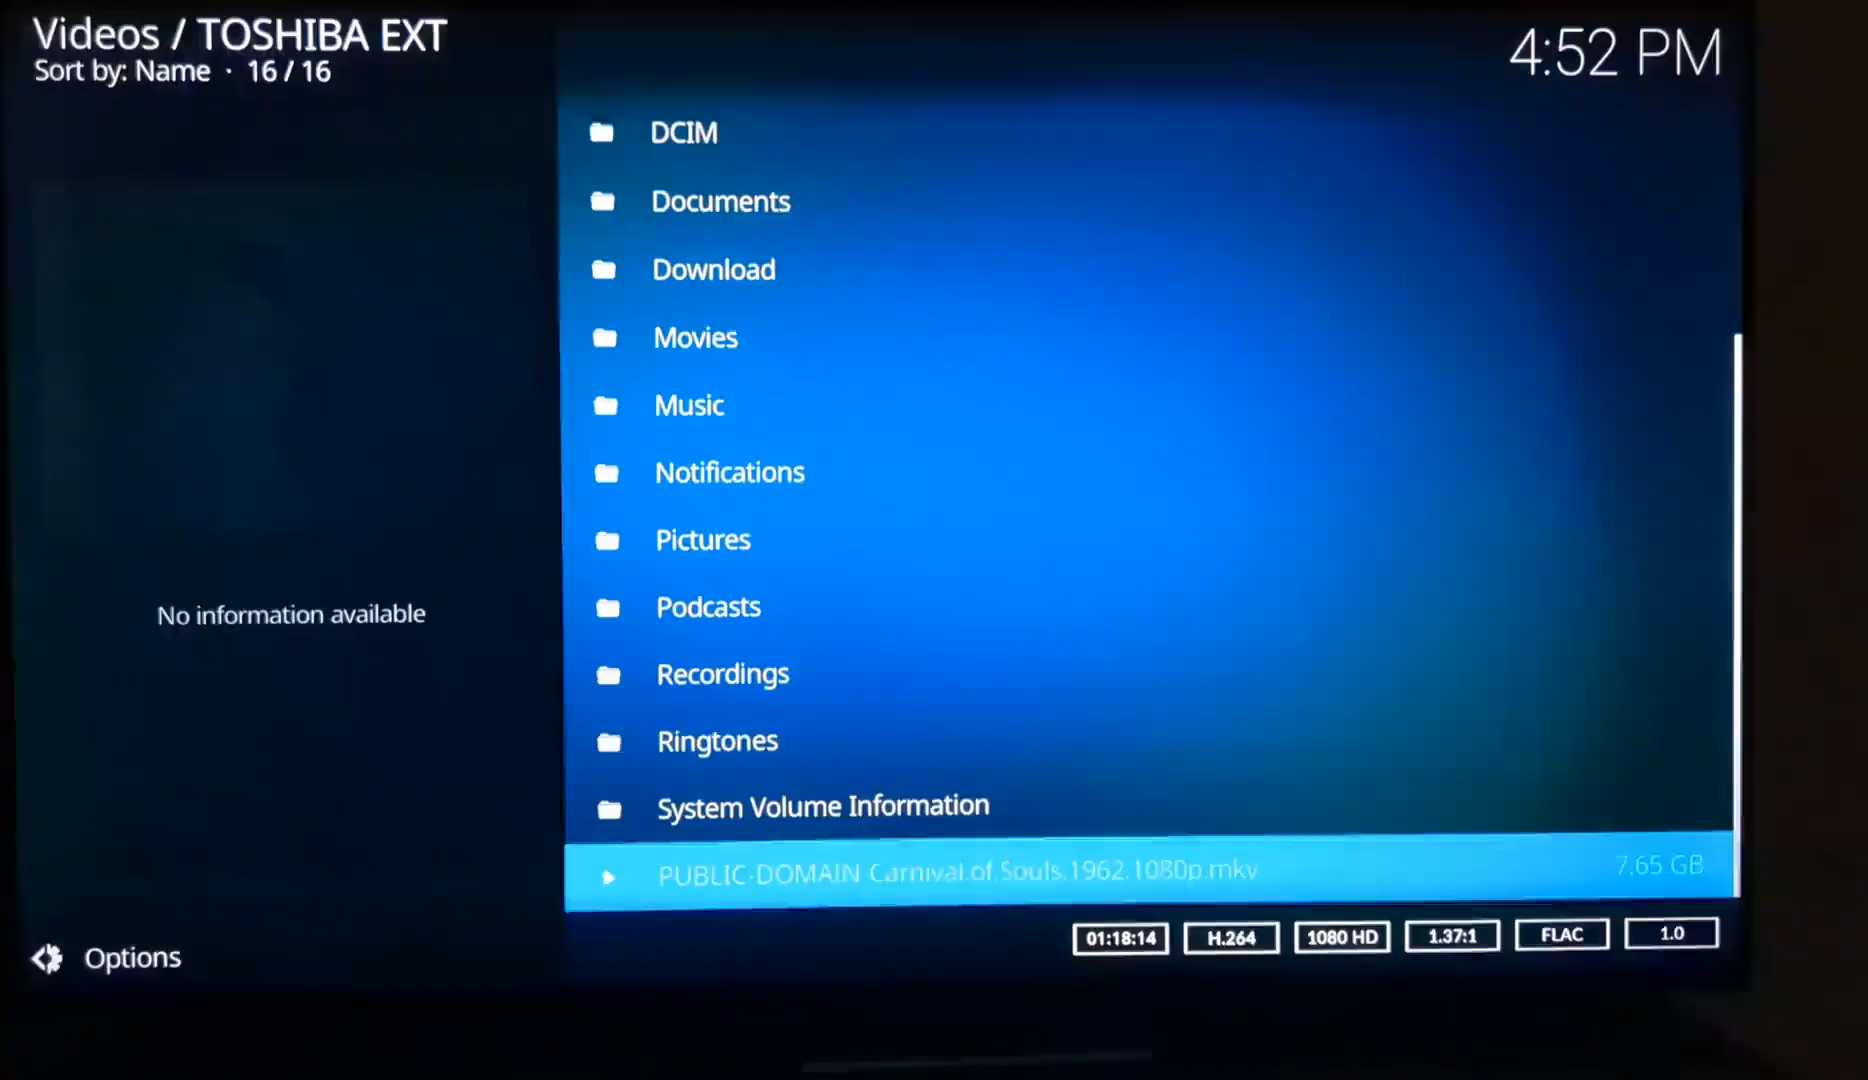 Videos / TOSHIBA EXT
Sort by: Name · 16 / 16
4:52 PM
DCIM
Documents
Download
Movies
Music
Notifications
Pictures
Podcasts
Recordings
Ringtones
System Volume Information
PUBLIC-DOMAIN Carnival.of.Souls.1962.1080p.mkv 7.65 GB
No information available
01:18:14 H.264 1080 HD 1.37:1 FLAC 1.0
Options